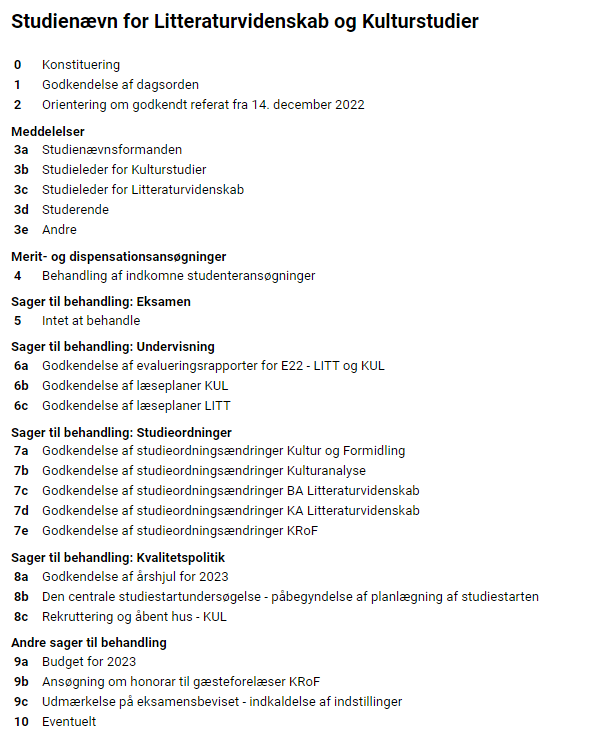 Studienævn for Litteraturvidenskab og Kulturstudier
0 Konstituering
1 Godkendelse af dagsorden
2 Orientering om godkendt referat fra 14. december 2022
Meddelelser
3a Studienævnsformanden
3b Studieleder for Kulturstudier
3c Studieleder for Litteraturvidenskab
3d Studerende
3e Andre
Merit- og dispensationsansøgninger
4 Behandling af indkomne studenteransøgninger
Sager til behandling: Eksamen
5 Intet at behandle
Sager til behandling: Undervisning
6a Godkendelse af evalueringsrapporter for E22 - LITT og KUL
6b Godkendelse af læseplaner KUL
6c Godkendelse af læseplaner LITT
Sager til behandling: Studieordninger
7a Godkendelse af studieordningsændringer Kultur og Formidling
7b Godkendelse af studieordningsændringer Kulturanalyse
7c Godkendelse af studieordningsændringer BA Litteraturvidenskab
7d Godkendelse af studieordningsændringer KA Litteraturvidenskab
7e Godkendelse af studieordningsændringer KRoF
Sager til behandling: Kvalitetspolitik
8a Godkendelse af årshjul for 2023
8b Den centrale studiestartundersøgelse - påbegyndelse af planlægning af studiestarten
8c Rekruttering og åbent hus - KUL
Andre sager til behandling
9a Budget for 2023
9b Ansøgning om honorar til gæsteforelæser KRoF
9c Udmærkelse på eksamensbeviset - indkaldelse af indstillinger
10 Eventuelt